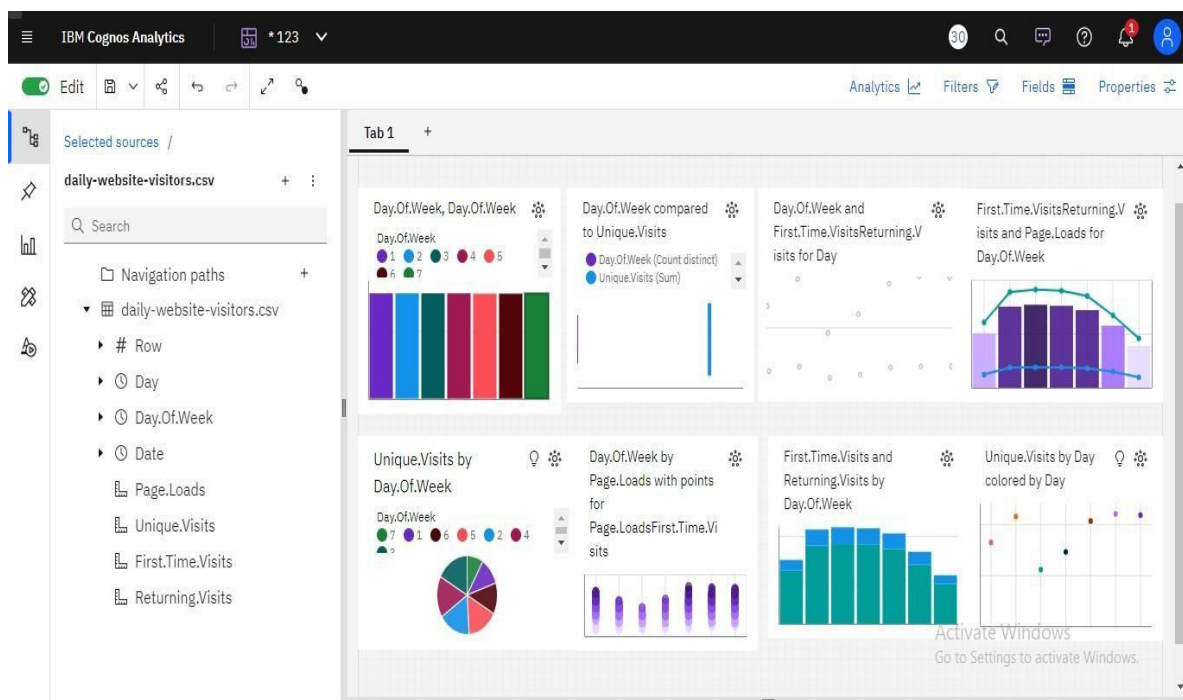 IBM Cognos Analytics
*123
30
1
Edit
Analytics
Filters
Fields
Properties
Selected sources /
daily-website-visitors.csv
Search
Navigation paths
daily-website-visitors.csv
# Row
Day
Day.Of.Week
Date
Page.Loads
Unique.Visits
First.Time.Visits
Returning.Visits
Tab 1
Day.Of.Week, Day.Of.Week
Day.Of.Week
1 2 3 4 5
6 7
Day.Of.Week compared
to Unique.Visits
Day.Of.Week (Count distinct)
Unique.Visits (Sum)
Day.Of.Week and
First.Time.VisitsReturning.V
isits for Day
First.Time.VisitsReturning.V
isits and Page.Loads for
Day.Of.Week
Unique.Visits by
Day.Of.Week
Day.Of.Week
7 1 6 5 2 4
Day.Of.Week by
Page.Loads with points
for
Page.LoadsFirst.Time.Vi
sits
First.Time.Visits and
Returning.Visits by
Day.Of.Week
Unique.Visits by Day
colored by Day
Activate Windows
Go to Settings to activate Windows.